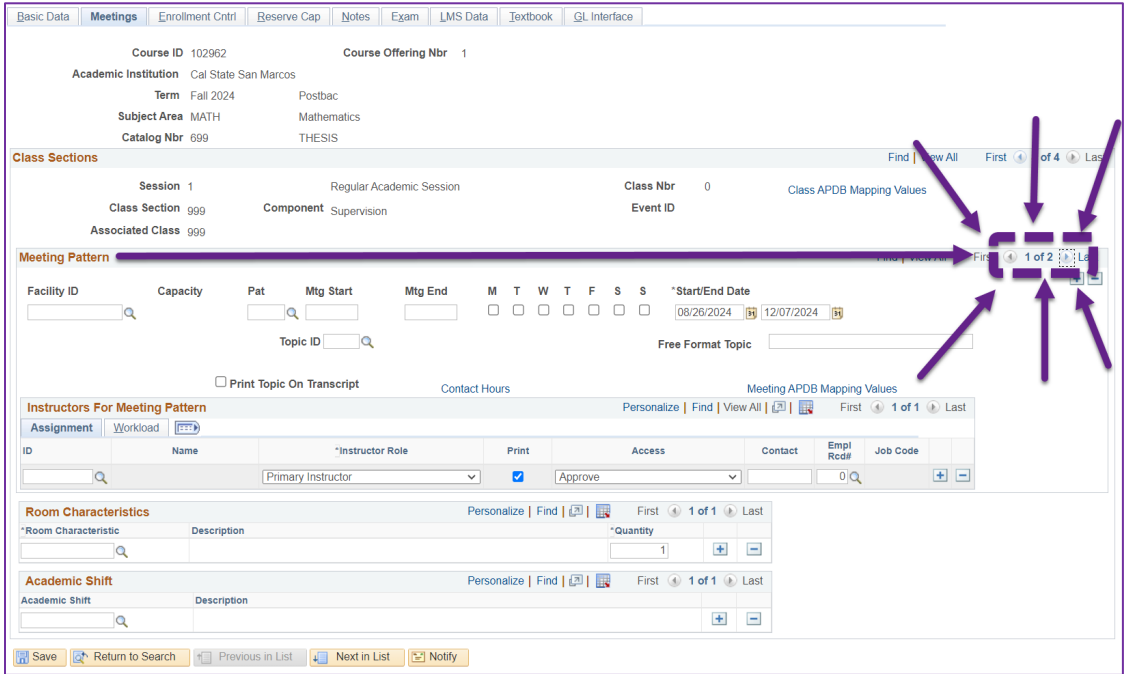 Basic Data Meetings Enrollment Cntrl Reserve Cap Notes Exam LMS Data Textbook GL Interface
Course ID 102962 Course Offering Nbr 1
Academic Institution Cal State San Marcos
Term Fall 2024 Postbac
Subject Area MATH Mathematics
Catalog Nbr 699 THESIS
Class Sections Find | View All First of 4 Last
Session 1 Regular Academic Session Class Nbr 0 Class APDB Mapping Values
Class Section 999 Component Supervision Event ID
Associated Class 999
Meeting Pattern Find | View All First 1 of 2 Last
Facility ID Capacity Pat Mtg Start Mtg End M T W T F S S *Start/End Date
08/26/2024 12/07/2024
Topic ID Free Format Topic
Print Topic On Transcript Contact Hours Meeting APDB Mapping Values
Instructors For Meeting Pattern Personalize | Find | View All | | First 1 of 1 Last
Assignment Workload
ID Name *Instructor Role Print Access Contact Empl Rcd# Job Code
Primary Instructor Approve 0
Room Characteristics Personalize | Find | | First 1 of 1 Last
*Room Characteristic Description *Quantity
1
Academic Shift Personalize | Find | | First 1 of 1 Last
Academic Shift Description
Save Return to Search Previous in List Next in List Notify